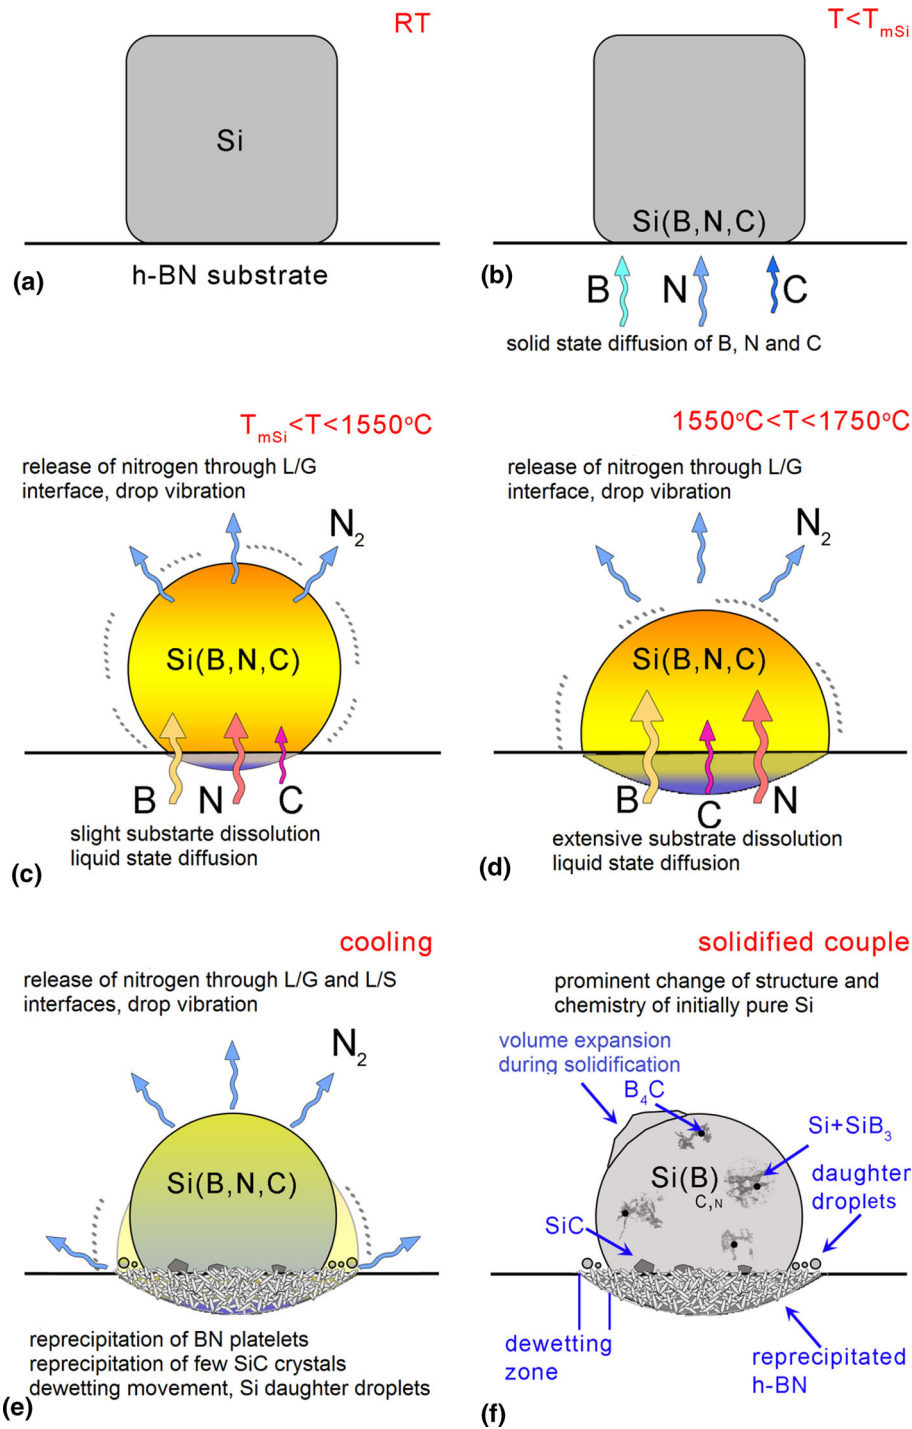 RT
Si
h-BN substrate
(a)
T<TmSi
Si(B,N,C)
B N C
solid state diffusion of B, N and C
(b)
TmSi<T<1550°C
release of nitrogen through L/G
interface, drop vibration
N2
Si(B,N,C)
B N C
slight substarte dissolution
liquid state diffusion
(c)
1550°C<T<1750°C
release of nitrogen through L/G
interface, drop vibration
N2
Si(B,N,C)
B C N
extensive substrate dissolution
liquid state diffusion
(d)
cooling
release of nitrogen through L/G and L/S
interfaces, drop vibration
N2
Si(B,N,C)
reprecipitation of BN platelets
reprecipitation of few SiC crystals
dewetting movement, Si daughter droplets
(e)
solidified couple
prominent change of structure and
chemistry of initially pure Si
volume expansion
during solidification
B4C
Si+SiB3
Si(B)
C,N
daughter
droplets
SiC
dewetting
zone
reprecipitated
h-BN
(f)